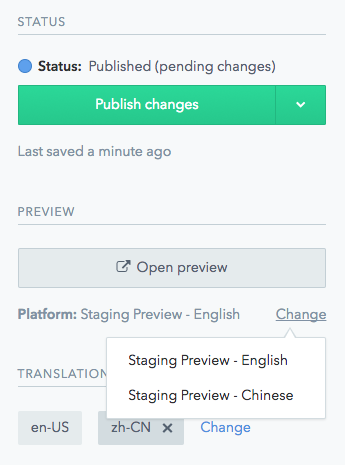 STATUS
Status: Published (pending changes)
Publish changes
Last saved a minute ago
PREVIEW
Open preview
Platform: Staging Preview - English Change
Staging Preview - English
Staging Preview - Chinese
TRANSLATION
en-US zh-CN Change